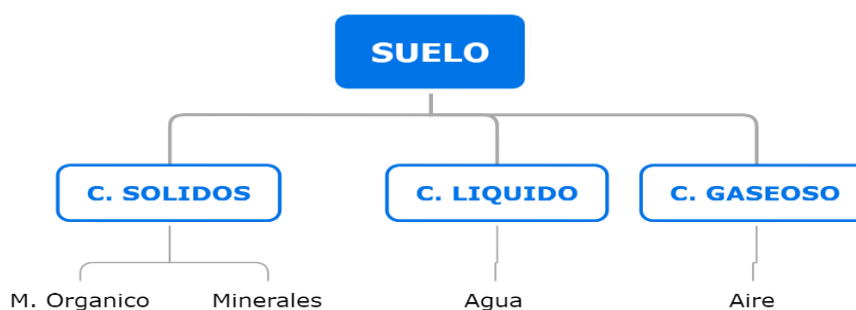 SUELO
C. SOLIDOS
C. LIQUIDO
C. GASEOSO
M. Organico
Minerales
Agua
Aire